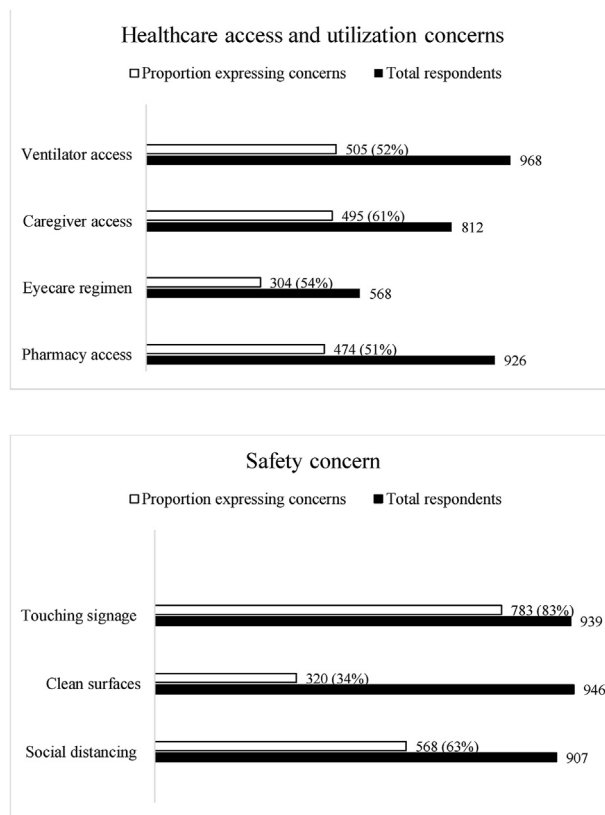 Healthcare access and utilization concerns
Proportion expressing concerns Total respondents
Ventilator access 505 (52%) 968
Caregiver access 495 (61%) 812
Eyecare regimen 304 (54%) 568
Pharmacy access 474 (51%) 926
Safety concern
Proportion expressing concerns Total respondents
Touching signage 783 (83%) 939
Clean surfaces 320 (34%) 946
Social distancing 568 (63%) 907